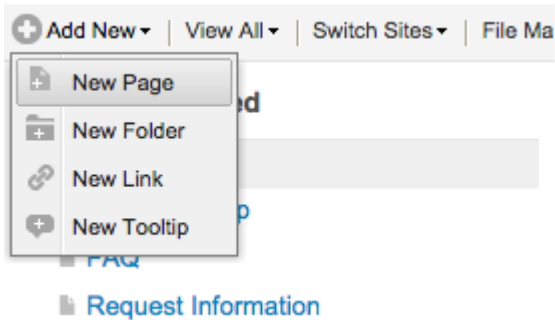 Add New View All Switch Sites File Ma
New Page
ed
New Folder
New Link
p
New Tooltip
FAQ
Request Information